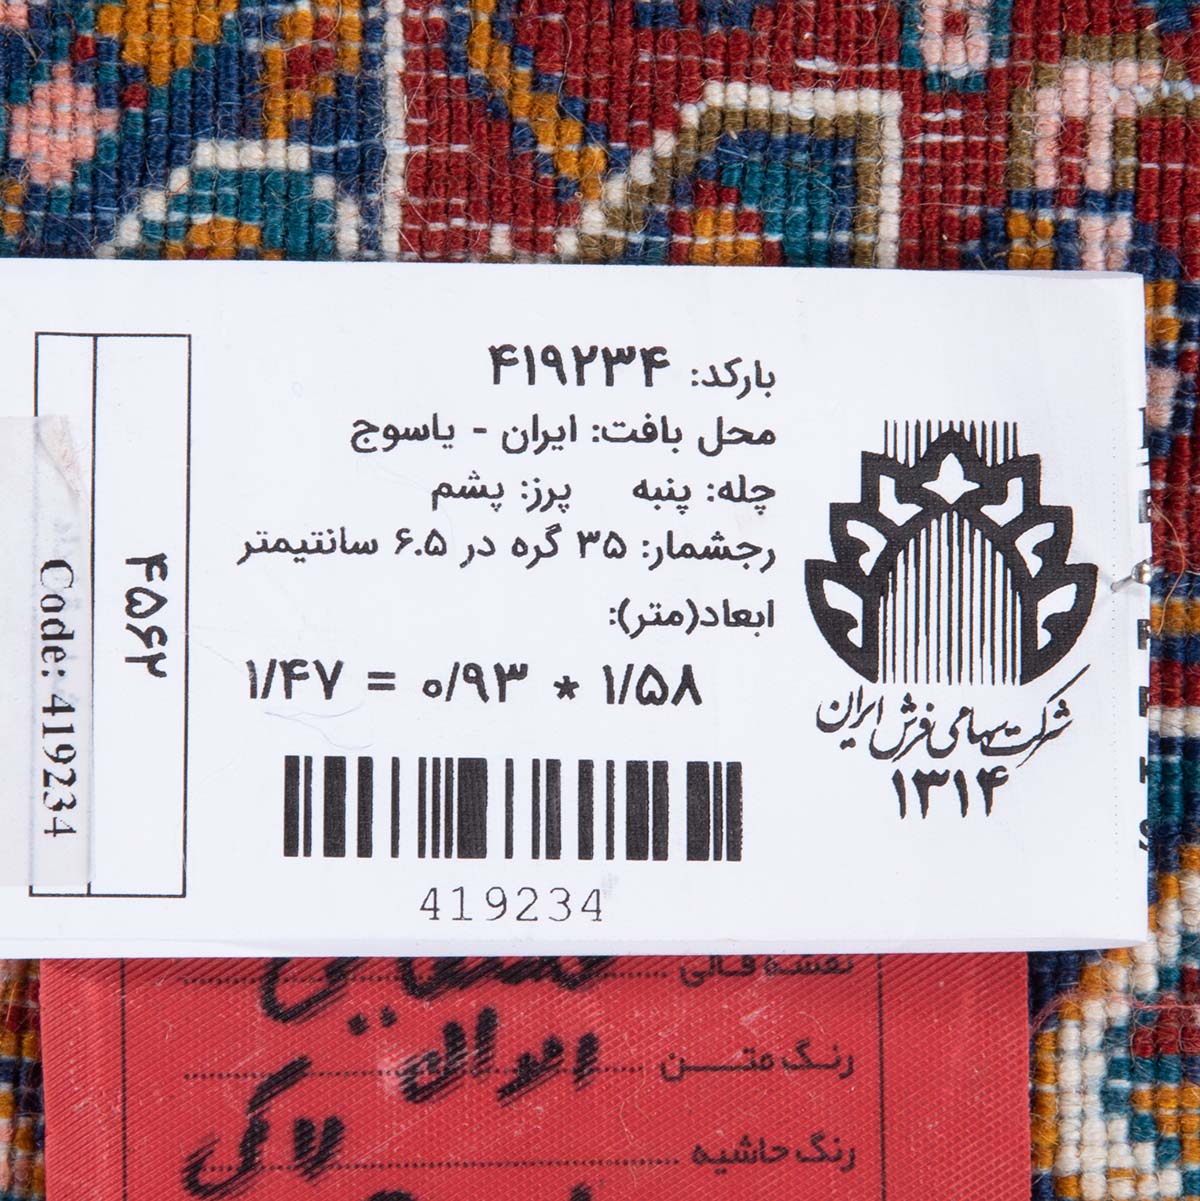 بارکد: ۴۱۹۲۳۴
محل بافت: ایران - یاسوج
چله: پنبه پرز: پشم
رجشمار: ۳۵ گره در ۶.۵ سانتیمتر
ابعاد(متر):
۱/۵۸ * ۰/۹۳ = ۱/۴۷
419234
شرکت سهامی فرش ایران
۱۳۱۴
۴۵۶۲
Code: 419234
نقشه قالی
رنگ متن
رنگ حاشیه لاکی